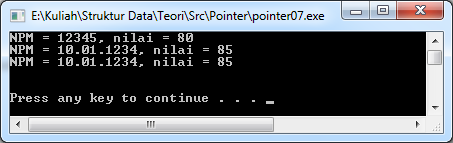 E:\Kuliah\Struktur Data\Teori\Src\Pointer\pointer07.exe
NPM = 12345, nilai = 80
NPM = 10.01.1234, nilai = 85
NPM = 10.01.1234, nilai = 85
Press any key to continue . . . _